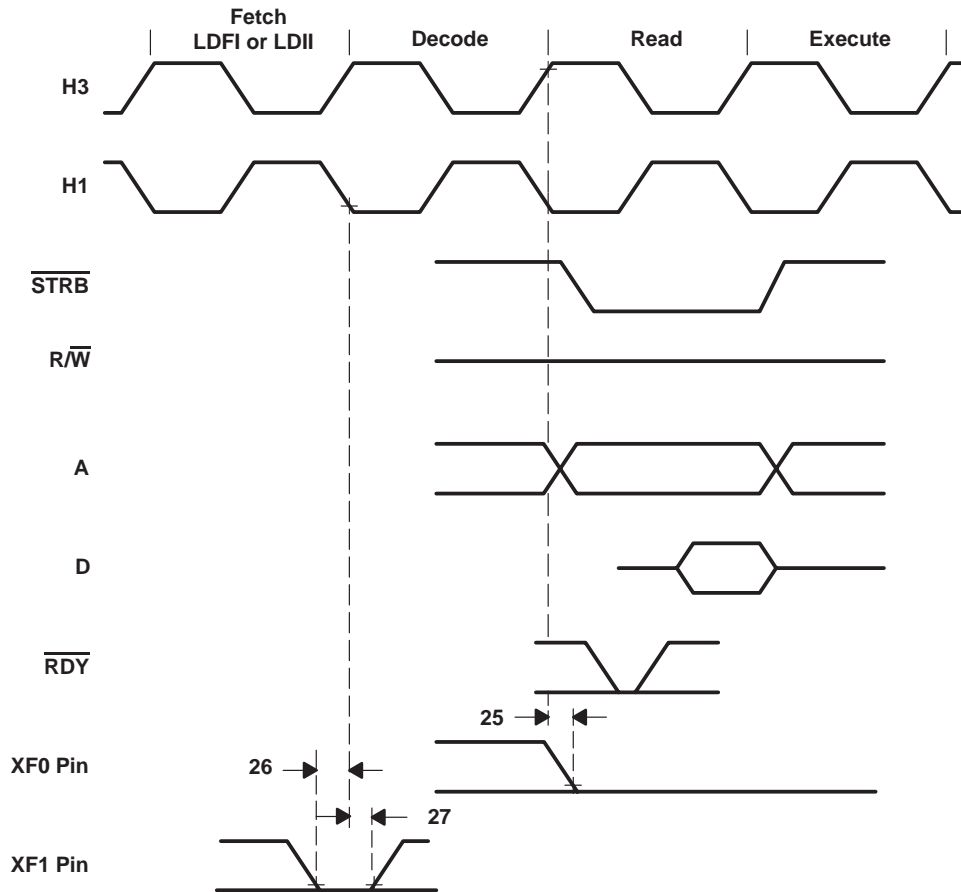 Fetch
LDFI or LDII
Decode
Read
Execute
H3
H1
STRB
R/W
A
D
RDY
25
XF0 Pin
26
27
XF1 Pin